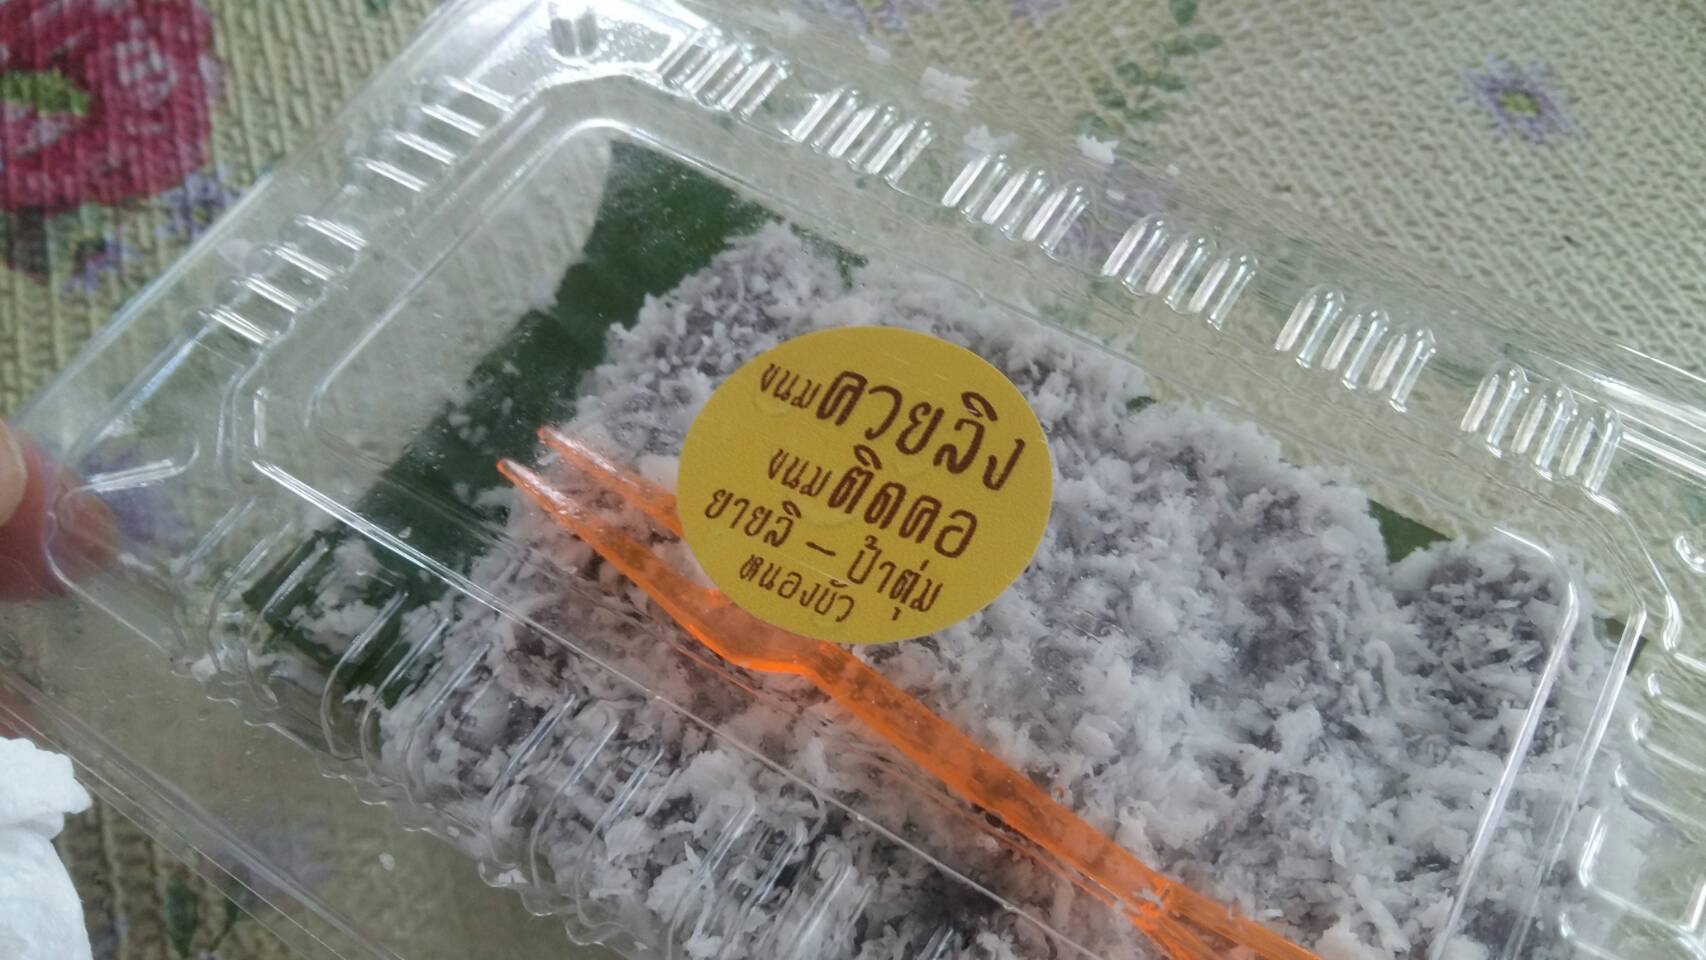 ขนมควยลิง
ขนมติดคอ
ยายลิ – ป้าตุ่ม
หนองบัว